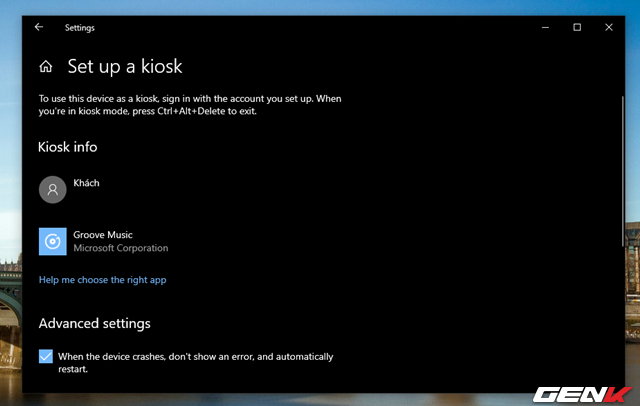 Settings
Set up a kiosk
To use this device as a kiosk, sign in with the account you set up. When
you're in kiosk mode, press Ctrl+Alt+Delete to exit.
Kiosk info
Khách
Groove Music
Microsoft Corporation
Help me choose the right app
Advanced settings
When the device crashes, don't show an error, and automatically
restart.
GENK